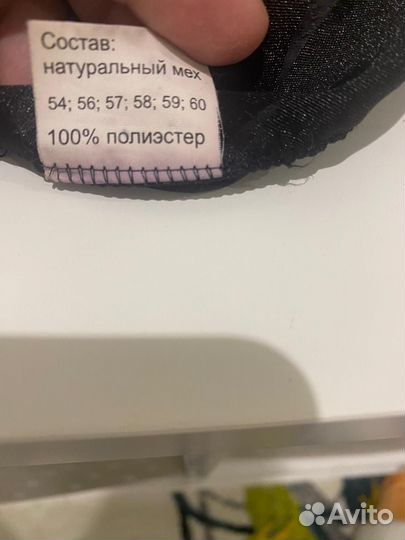 Состав:
натуральный мех
54; 56; 57; 58; 59; 60
100% полиэстер
Avito